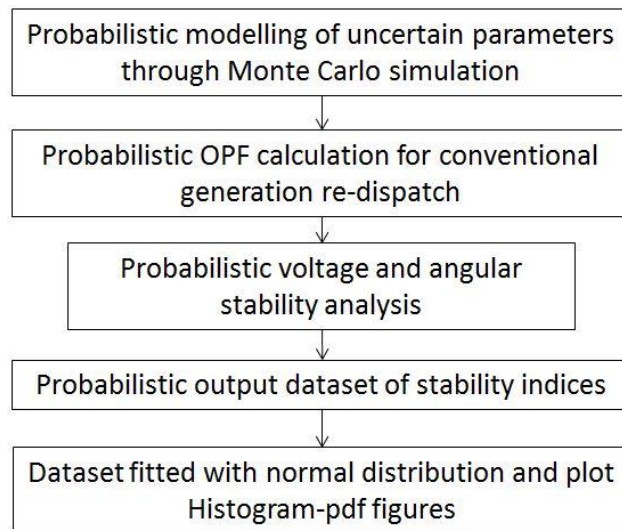 Probabilistic modelling of uncertain parameters
through Monte Carlo simulation
Probabilistic OPF calculation for conventional
generation re-dispatch
Probabilistic voltage and angular
stability analysis
Probabilistic output dataset of stability indices
Dataset fitted with normal distribution and plot
Histogram-pdf figures